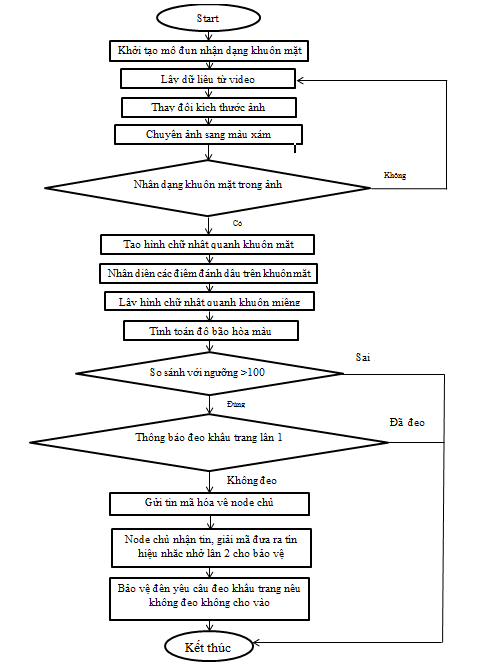 Start
Khởi tạo mô đun nhận dạng khuôn mặt
Lấy dữ liệu từ video
Thay đổi kích thước ảnh
Chuyển ảnh sang màu xám
Nhận dạng khuôn mặt trong ảnh
Không
Có
Tạo hình chữ nhật quanh khuôn mặt
Nhận diện các điểm đánh dấu trên khuôn mặt
Lấy hình chữ nhật quanh khuôn miệng
Tính toán độ bão hòa màu
Sai
So sánh với ngưỡng >100
Đúng
Đã đeo
Thông báo đeo khẩu trang lần 1
Không đeo
Gửi tin mã hóa về node chủ
Node chủ nhận tin, giải mã đưa ra tín
hiệu nhắc nhở lần 2 cho bảo vệ
Bảo vệ đến yêu cầu đeo khẩu trang nếu
không đeo không cho vào
Kết thúc